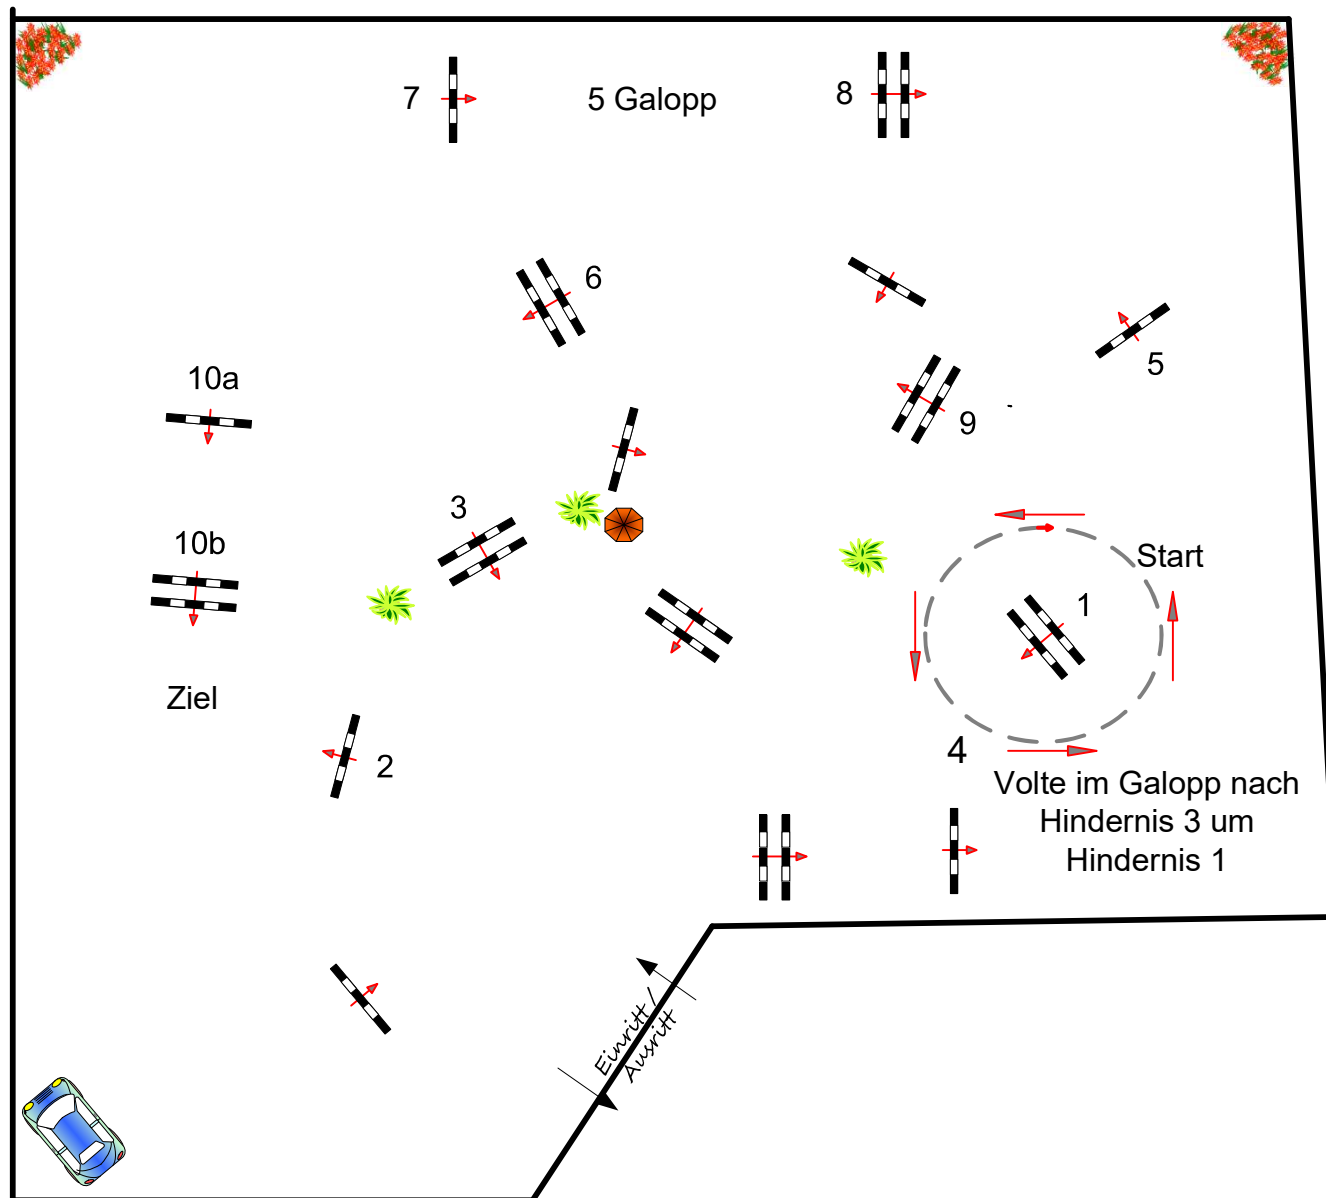 7
5 Galopp
8
6
5
10a
9
3
10b
Start
1
Ziel
2
4
Volte im Galopp nach
Hindernis 3 um
Hindernis 1
Einritt /
Ausritt